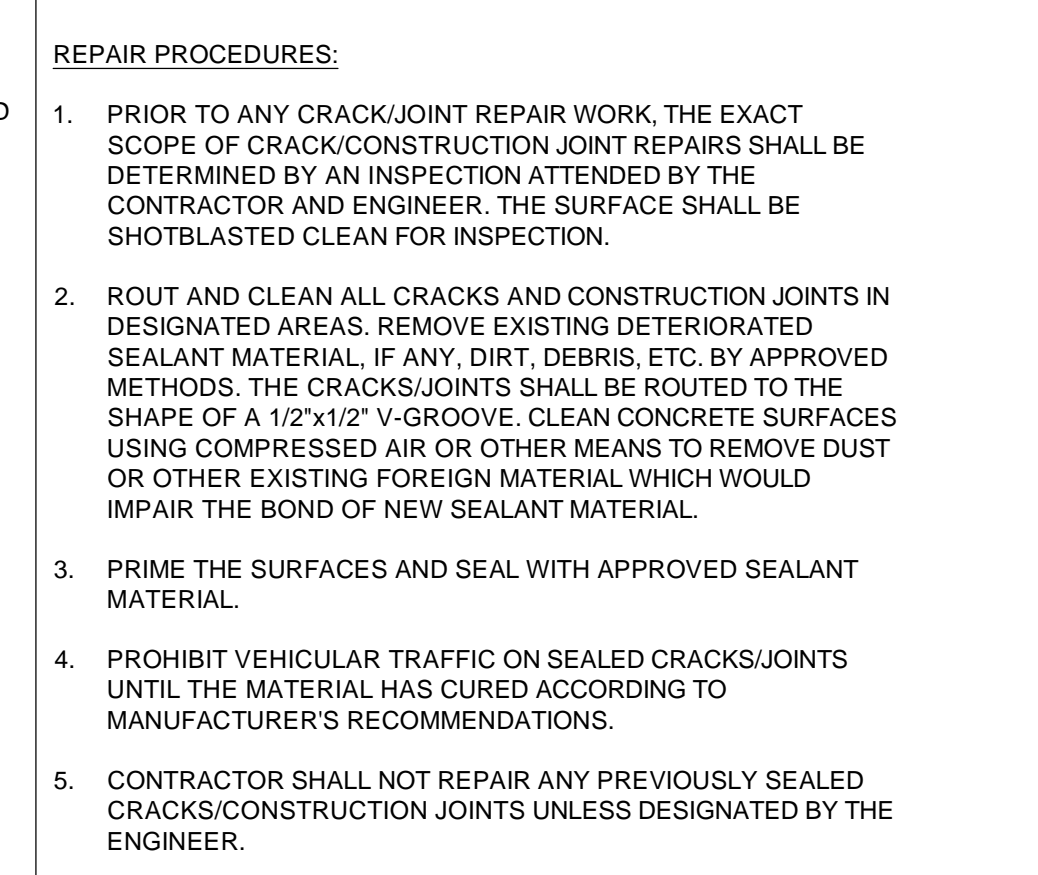 REPAIR PROCEDURES:
D
1. PRIOR TO ANY CRACK/JOINT REPAIR WORK, THE EXACT
SCOPE OF CRACK/CONSTRUCTION JOINT REPAIRS SHALL BE
DETERMINED BY AN INSPECTION ATTENDED BY THE
CONTRACTOR AND ENGINEER. THE SURFACE SHALL BE
SHOTBLASTED CLEAN FOR INSPECTION.
2. ROUT AND CLEAN ALL CRACKS AND CONSTRUCTION JOINTS IN
DESIGNATED AREAS. REMOVE EXISTING DETERIORATED
SEALANT MATERIAL, IF ANY, DIRT, DEBRIS, ETC. BY APPROVED
METHODS. THE CRACKS/JOINTS SHALL BE ROUTED TO THE
SHAPE OF A 1/2"x1/2" V-GROOVE. CLEAN CONCRETE SURFACES
USING COMPRESSED AIR OR OTHER MEANS TO REMOVE DUST
OR OTHER EXISTING FOREIGN MATERIAL WHICH WOULD
IMPAIR THE BOND OF NEW SEALANT MATERIAL.
3. PRIME THE SURFACES AND SEAL WITH APPROVED SEALANT
MATERIAL.
4. PROHIBIT VEHICULAR TRAFFIC ON SEALED CRACKS/JOINTS
UNTIL THE MATERIAL HAS CURED ACCORDING TO
MANUFACTURER'S RECOMMENDATIONS.
5. CONTRACTOR SHALL NOT REPAIR ANY PREVIOUSLY SEALED
CRACKS/CONSTRUCTION JOINTS UNLESS DESIGNATED BY THE
ENGINEER.